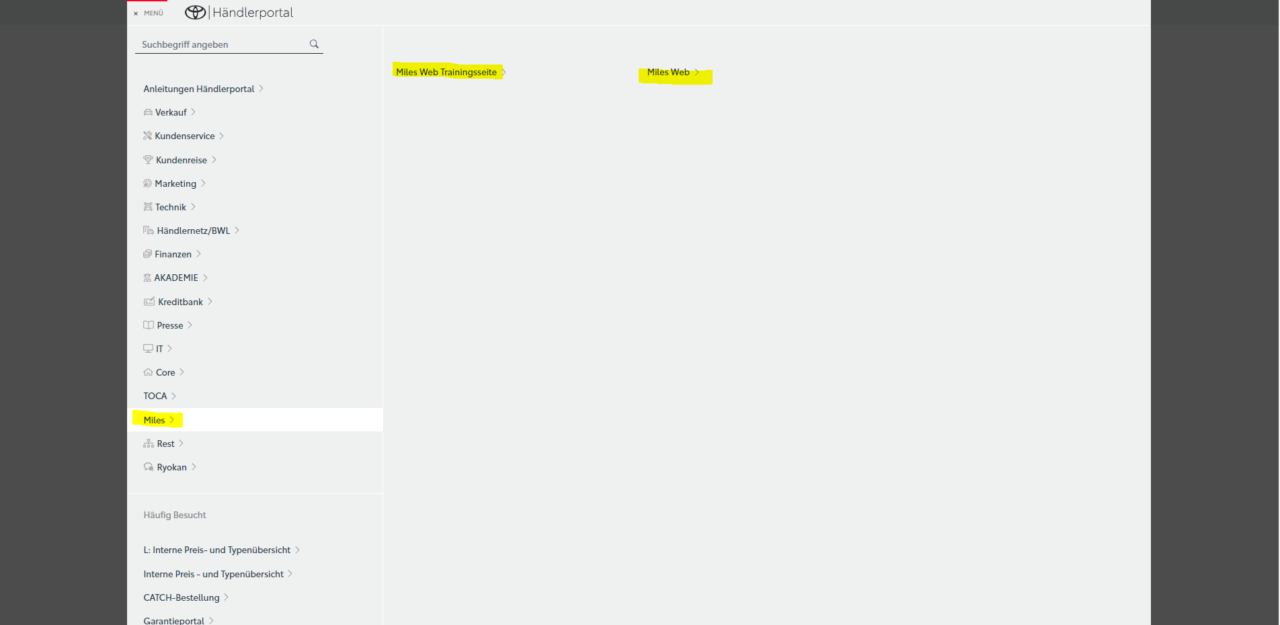 × MENÜ
Händlerportal
Suchbegriff angeben
Anleitungen Händlerportal
Verkauf
Kundenservice
Kundenreise
Marketing
Technik
Händlernetz/BWL
Finanzen
AKADEMIE
Kreditbank
Presse
IT
Core
TOCA
Miles
Rest
Ryokan
Häufig Besucht
L: Interne Preis- und Typenübersicht
Interne Preis - und Typenübersicht
CATCH-Bestellung
Garantieportal
Miles Web Trainingsseite
Miles Web